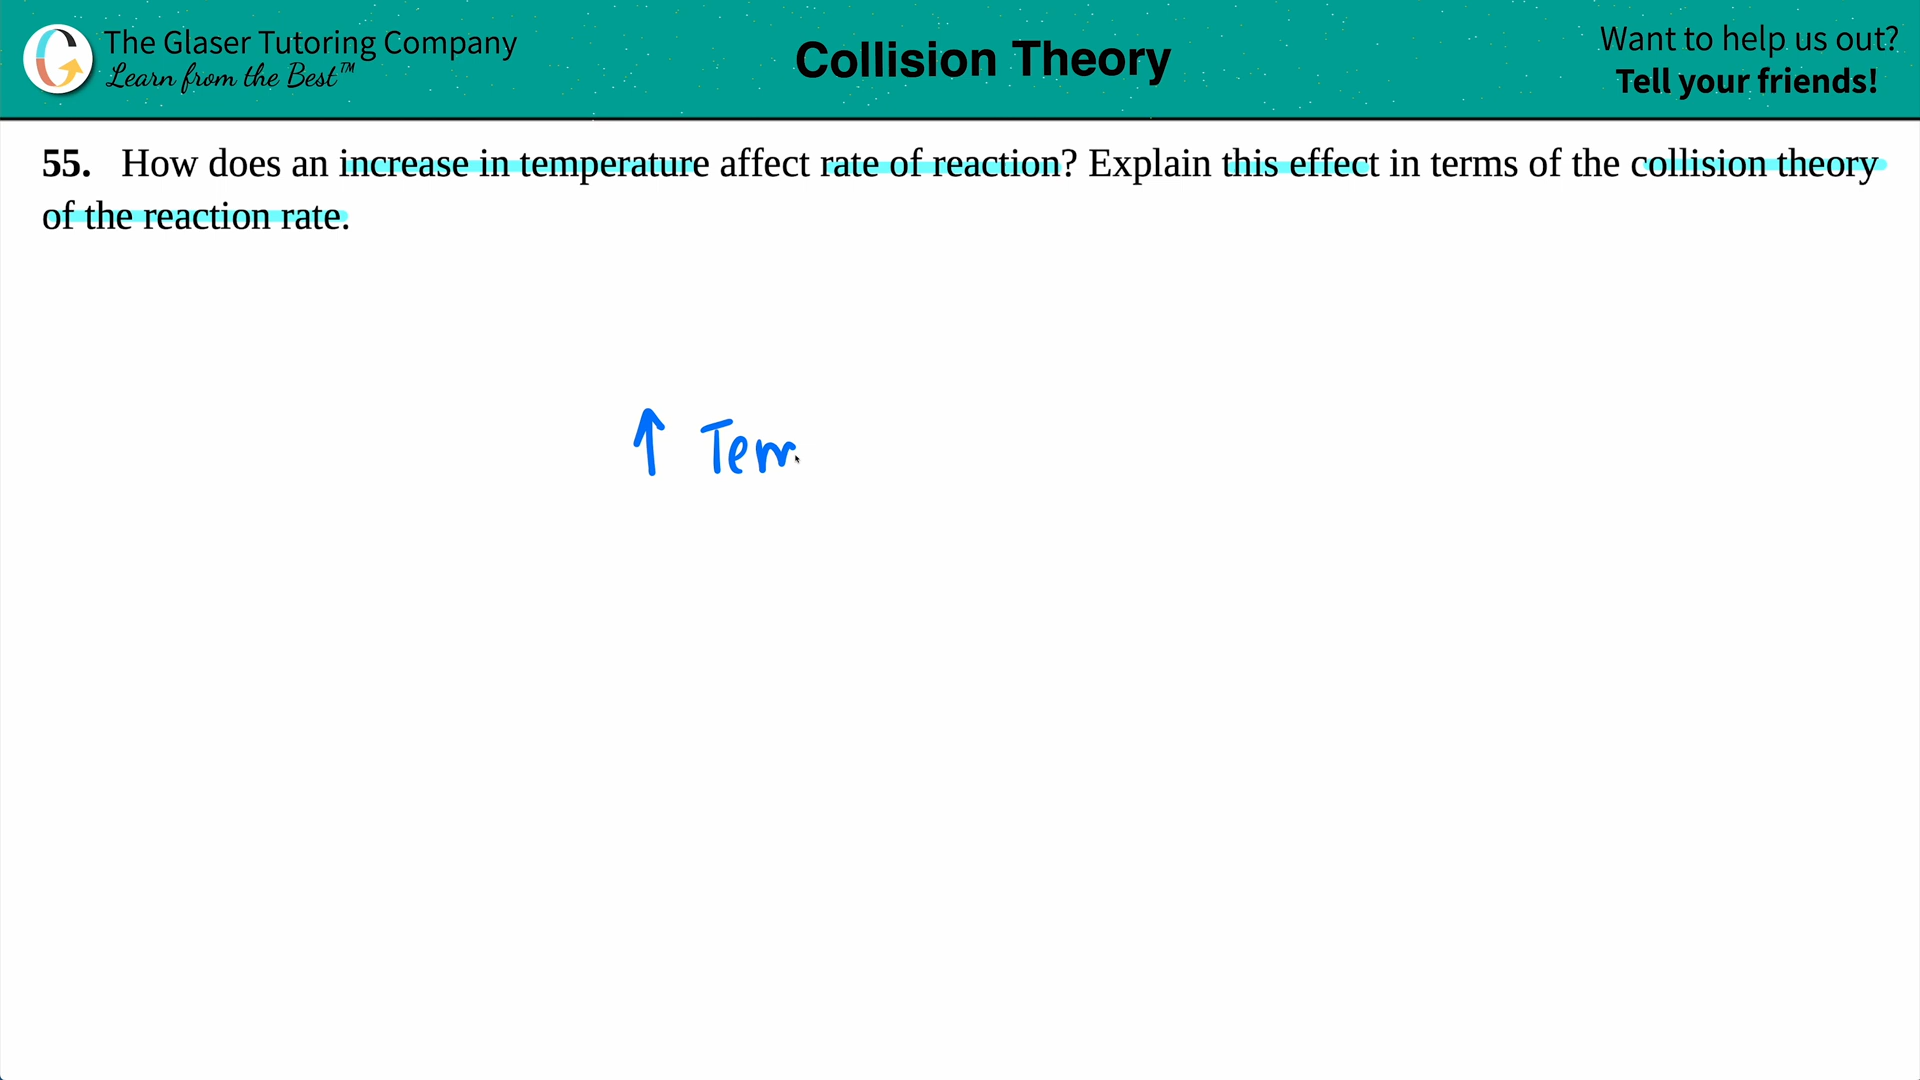 The Glaser Tutoring Company
Learn from the Best™
Collision Theory
Want to help us out?
Tell your friends!
55. How does an increase in temperature affect rate of reaction? Explain this effect in terms of the collision theory
of the reaction rate.
↑ Tem